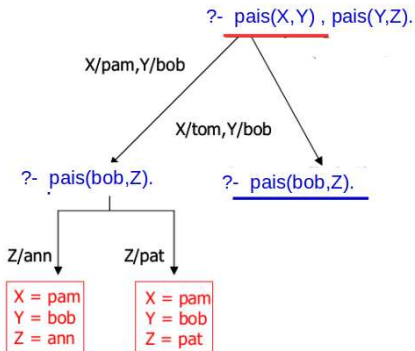 ?- pais(X,Y) , pais(Y,Z).
X/pam,Y/bob
X/tom,Y/bob
?- pais(bob,Z).
?- pais(bob,Z).
Z/ann
Z/pat
X = pam
Y = bob
Z = ann
X = pam
Y = bob
Z = pat